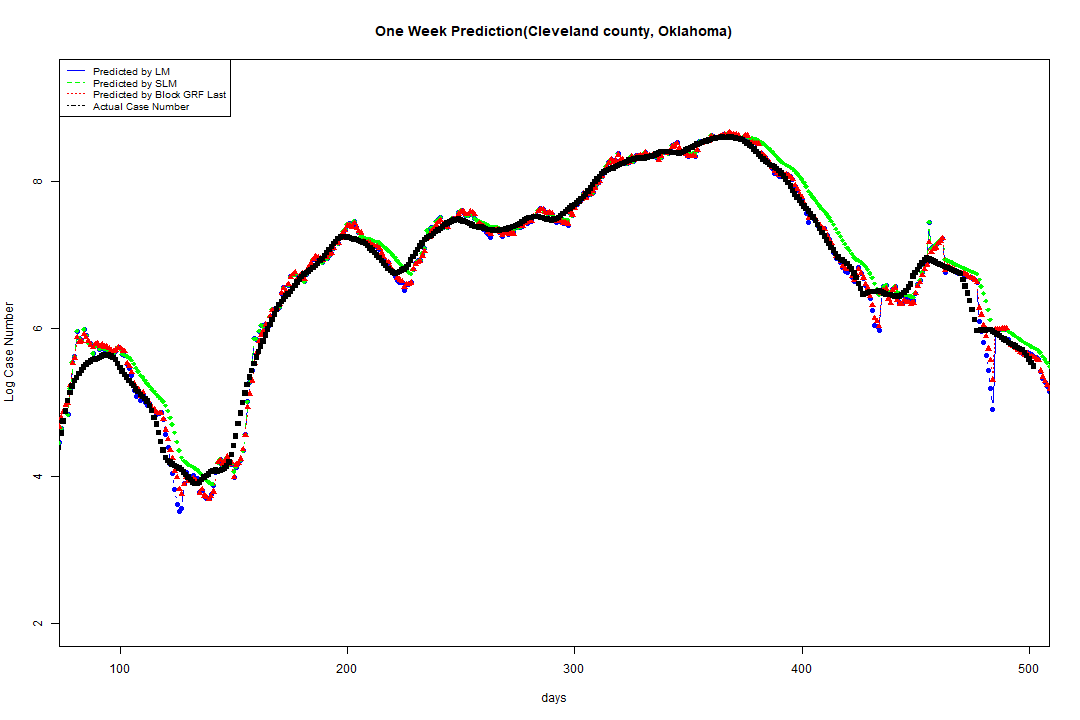 One Week Prediction(Cleveland county, Oklahoma)
Predicted by LM
Predicted by SLM
Predicted by Block GRF Last
Actual Case Number
Log Case Number
8
6
4
2
100 200 300 400 500
days